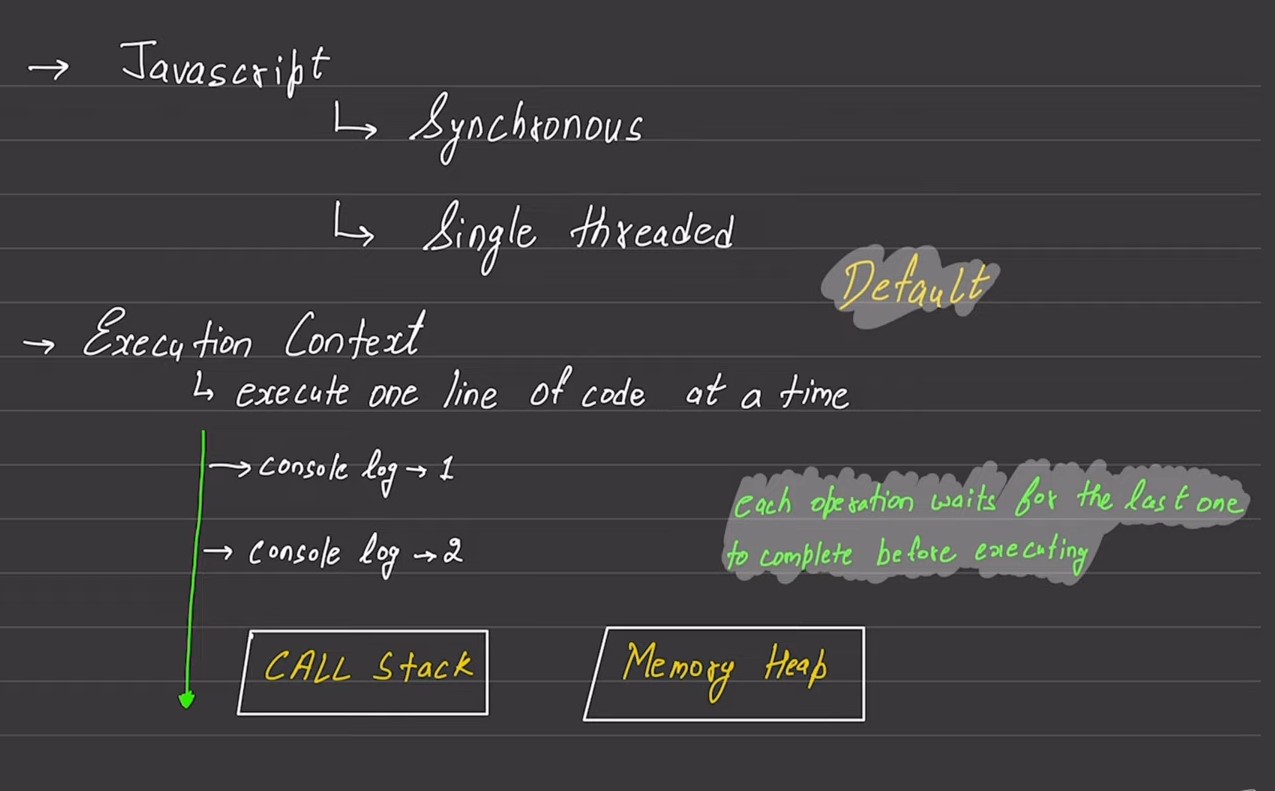 → Javascript
↳ Synchronous
↳ Single threaded
Default
→ Execution Context
↳ execute one line of code at a time
→ console log → 1
→ console log → 2
each operation waits for the last one
to complete before executing
CALL Stack
Memory Heap